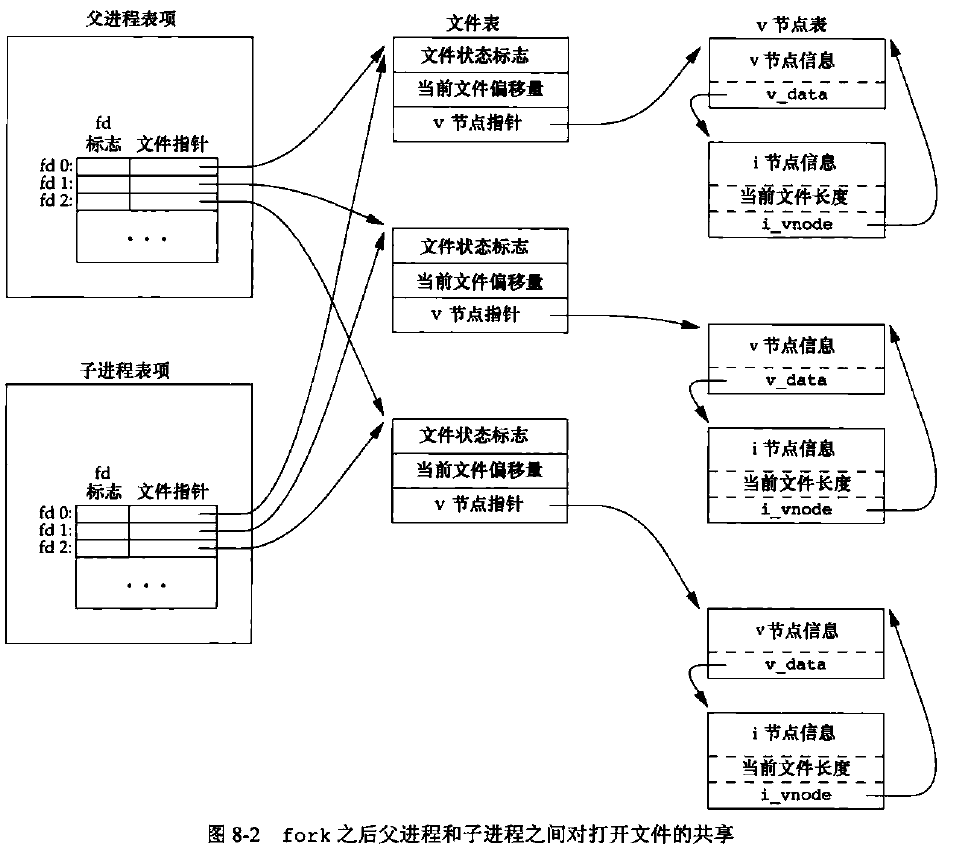 父进程表项
fd
标志 文件指针
fd 0:
fd 1:
fd 2:
...
子进程表项
fd
标志 文件指针
fd 0:
fd 1:
fd 2:
...
文件表
文件状态标志
当前文件偏移量
v 节点指针
文件状态标志
当前文件偏移量
v 节点指针
文件状态标志
当前文件偏移量
v 节点指针
v 节点表
v 节点信息
v_data
i 节点信息
当前文件长度
i_vnode
v 节点信息
v_data
i 节点信息
当前文件长度
i_vnode
v 节点信息
v_data
i 节点信息
当前文件长度
i_vnode
图 8-2 fork 之后父进程和子进程之间对打开文件的共享